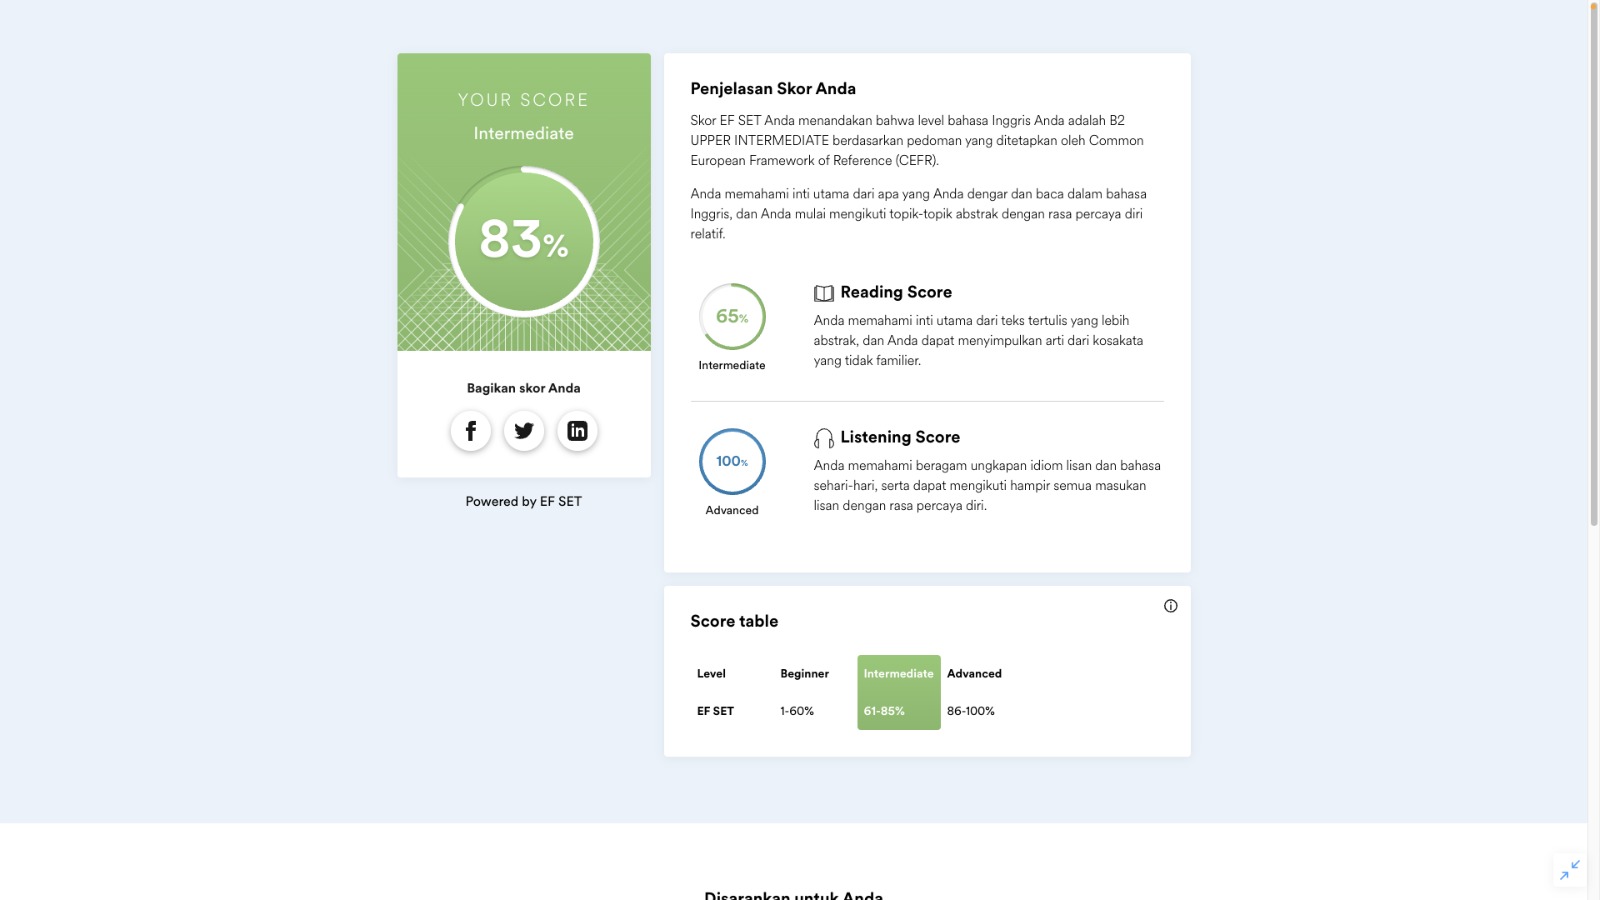 YOUR SCORE
Intermediate
83%
Bagikan skor Anda
Powered by EF SET
Penjelasan Skor Anda
Skor EF SET Anda menandakan bahwa level bahasa Inggris Anda adalah B2
UPPER INTERMEDIATE berdasarkan pedoman yang ditetapkan oleh Common
European Framework of Reference (CEFR).
Anda memahami inti utama dari apa yang Anda dengar dan baca dalam bahasa
Inggris, dan Anda mulai mengikuti topik-topik abstrak dengan rasa percaya diri
relatif.
65%
Intermediate
Reading Score
Anda memahami inti utama dari teks tertulis yang lebih
abstrak, dan Anda dapat menyimpulkan arti dari kosakata
yang tidak familier.
100%
Advanced
Listening Score
Anda memahami beragam ungkapan idiom lisan dan bahasa
sehari-hari, serta dapat mengikuti hampir semua masukan
lisan dengan rasa percaya diri.
Score table
Level Beginner Intermediate Advanced
EF SET 1-60% 61-85% 86-100%
Disarankan untuk Anda